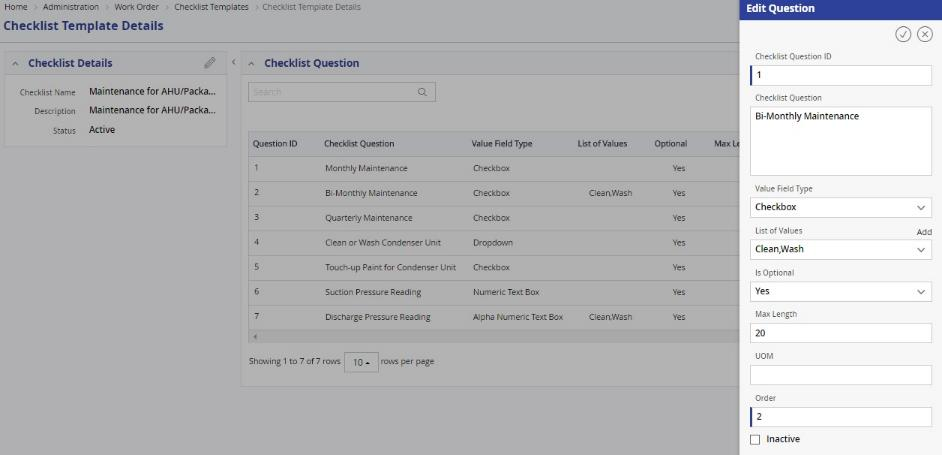 Home > Administration > Work Order > Checklist Templates > Checklist Template Details
Checklist Template Details
Checklist Details
Checklist Name Maintenance for AHU/Packa...
Description Maintenance for AHU/Packa...
Status Active
Checklist Question
Search
Question ID Checklist Question Value Field Type List of Values Optional Max Le
1 Monthly Maintenance Checkbox Yes
2 Bi-Monthly Maintenance Checkbox Clean,Wash Yes
3 Quarterly Maintenance Checkbox Yes
4 Clean or Wash Condenser Unit Dropdown Yes
5 Touch-up Paint for Condenser Unit Checkbox Yes
6 Suction Pressure Reading Numeric Text Box Yes
7 Discharge Pressure Reading Alpha Numeric Text Box Clean,Wash Yes
Showing 1 to 7 of 7 rows 10 rows per page
Edit Question
Checklist Question ID
1
Checklist Question
Bi-Monthly Maintenance
Value Field Type
Checkbox
List of Values Add
Clean,Wash
Is Optional
Yes
Max Length
20
UOM
Order
2
Inactive